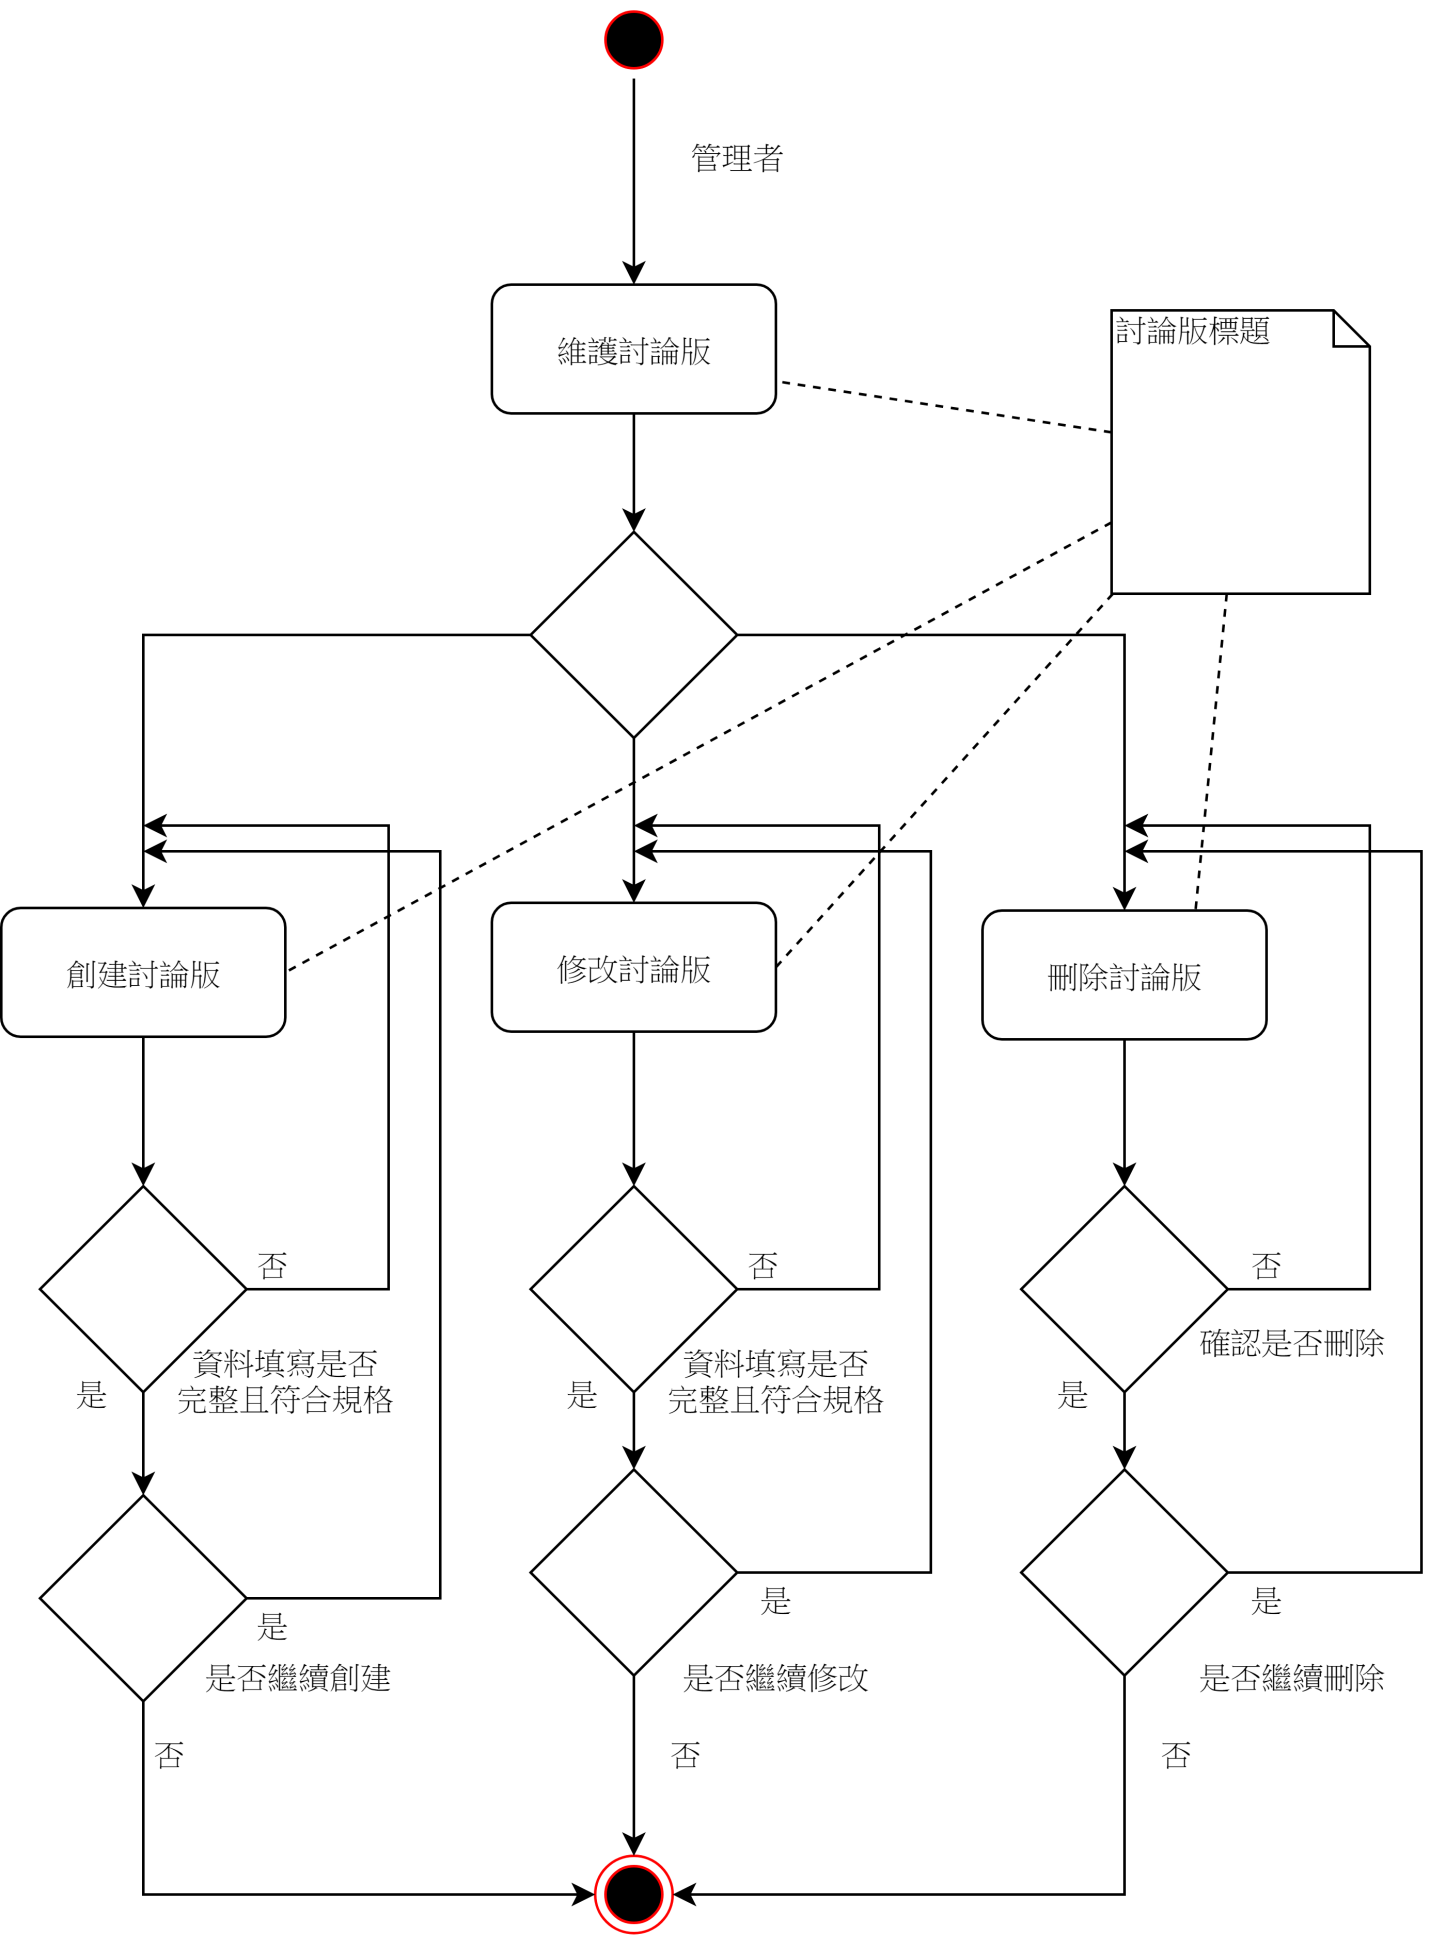 管理者
維護討論版
討論版標題
創建討論版
修改討論版
刪除討論版
否
否
否
資料填寫是否
完整且符合規格
資料填寫是否
完整且符合規格
確認是否刪除
是
是
是
是
是
是
是否繼續創建
是否繼續修改
是否繼續刪除
否
否
否